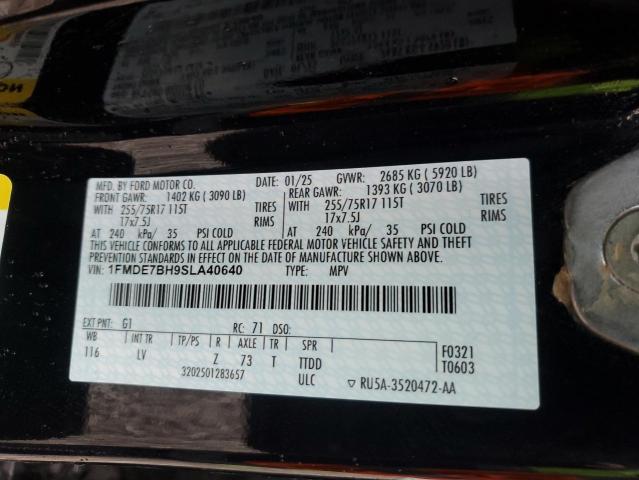 MFD. BY FORD MOTOR CO. DATE: 01/25 GVWR: 2685 KG ( 5920 LB)
FRONT GAWR: 1402 KG ( 3090 LB) REAR GAWR: 1393 KG ( 3070 LB)
WITH 255/75R17 115T TIRES WITH 255/75R17 115T TIRES
17x7.5J RIMS 17x7.5J RIMS
AT 240 kPa/ 35 PSI COLD AT 240 kPa/ 35 PSI COLD
THIS VEHICLE CONFORMS TO ALL APPLICABLE FEDERAL MOTOR VEHICLE SAFETY AND THEFT
PREVENTION STANDARDS IN EFFECT ON THE DATE OF MANUFACTURE SHOWN ABOVE.
VIN: 1FMDE7BH9SLA40640 TYPE: MPV
EXT PNT: G1 RC: 71 DSO:
WB INT TR TP/PS R AXLE TR SPR F0321
116 LV Z 73 T TTDD T0603
3202501283657 ULC RU5A-3520472-AA